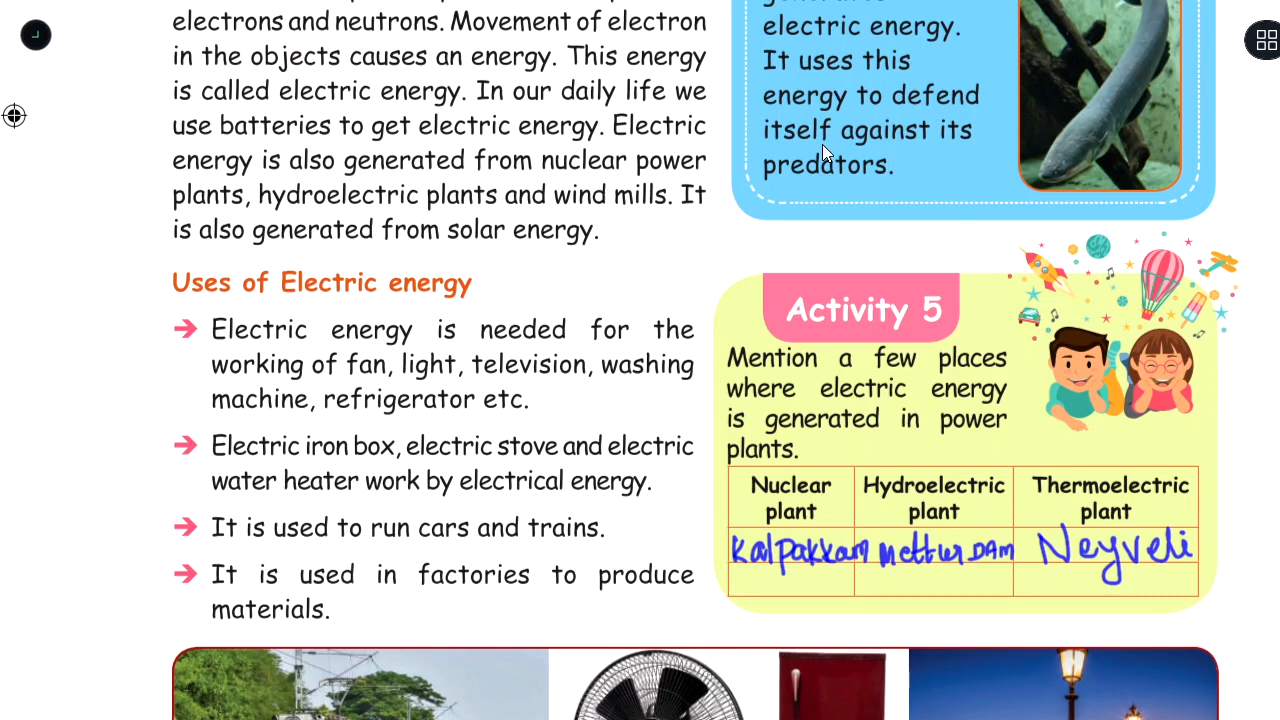 electrons and neutrons. Movement of electron
in the objects causes an energy. This energy
is called electric energy. In our daily life we
use batteries to get electric energy. Electric
energy is also generated from nuclear power
plants, hydroelectric plants and wind mills. It
is also generated from solar energy.
Uses of Electric energy
Electric energy is needed for the
working of fan, light, television, washing
machine, refrigerator etc.
Electric iron box, electric stove and electric
water heater work by electrical energy.
It is used to run cars and trains.
It is used in factories to produce
materials.
electric energy.
It uses this
energy to defend
itself against its
predators.
Activity 5
Mention a few places
where electric energy
is generated in power
plants.
Nuclear plant
Hydroelectric plant
Thermoelectric plant
Kalpakkam
Mettur DAM
Neyveli